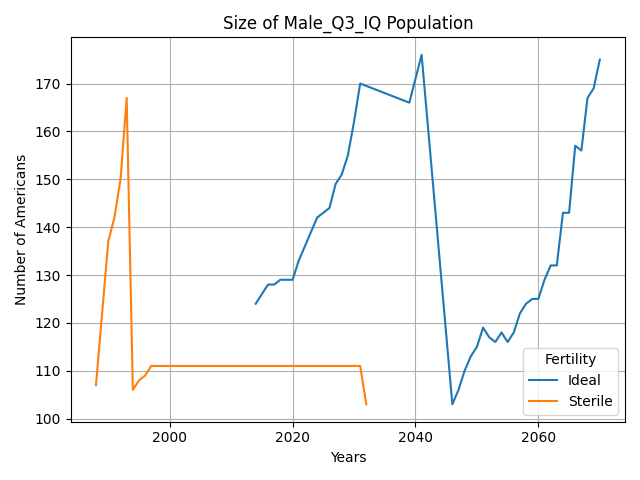 Size of Male_Q3_IQ Population
Number of Americans
170
160
150
140
130
120
110
100
2000
2020
2040
2060
Years
Fertility
Ideal
Sterile